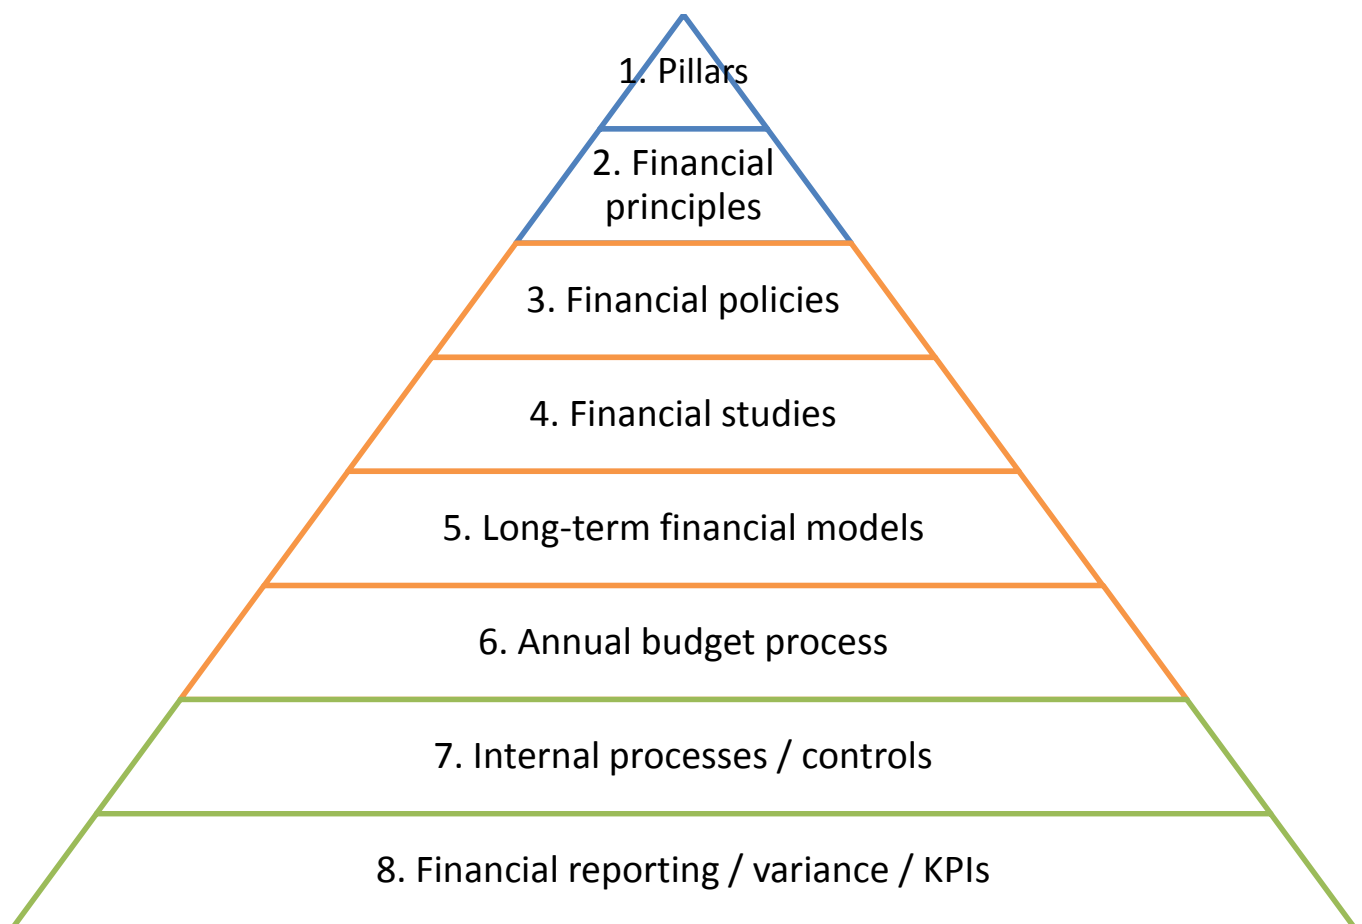 1. Pillars
2. Financial
principles
3. Financial policies
4. Financial studies
5. Long-term financial models
6. Annual budget process
7. Internal processes / controls
8. Financial reporting / variance / KPIs